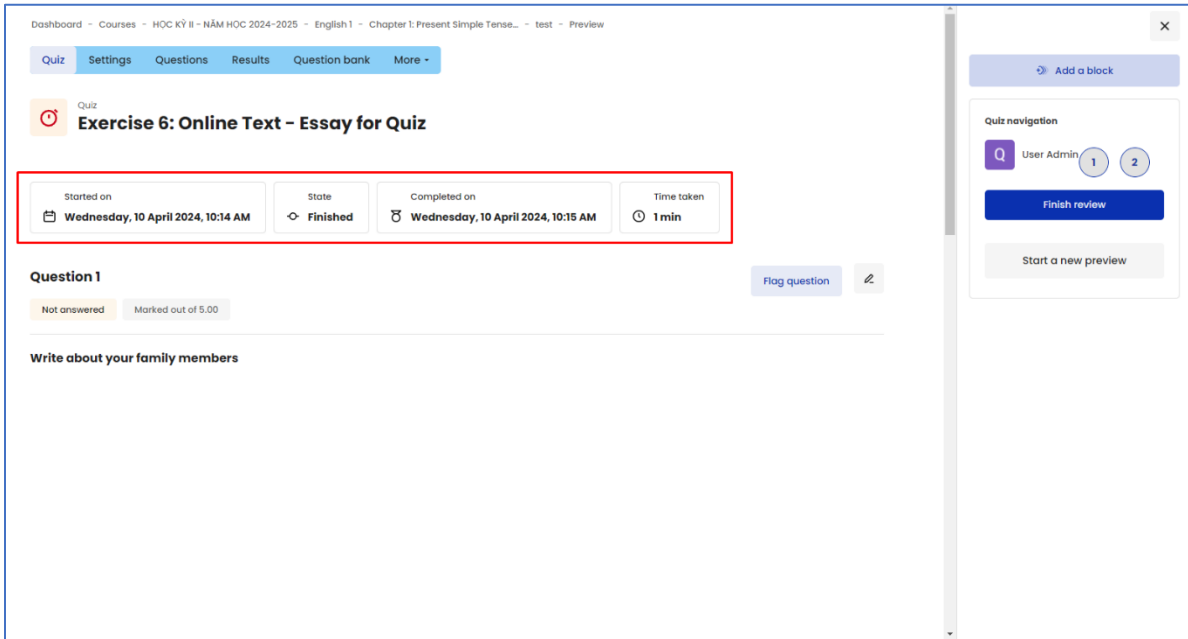 Dashboard - Courses - HỌC KỲ II - NĂM HỌC 2024-2025 - English 1 - Chapter 1: Present Simple Tense... - test - Preview
Quiz Settings Questions Results Question bank More
Quiz
Exercise 6: Online Text - Essay for Quiz
Started on
Wednesday, 10 April 2024, 10:14 AM
State
Finished
Completed on
Wednesday, 10 April 2024, 10:15 AM
Time taken
1 min
Question 1
Flag question
Not answered Marked out of 5.00
Write about your family members
Add a block
Quiz navigation
Q User Admin 1 2
Finish review
Start a new preview